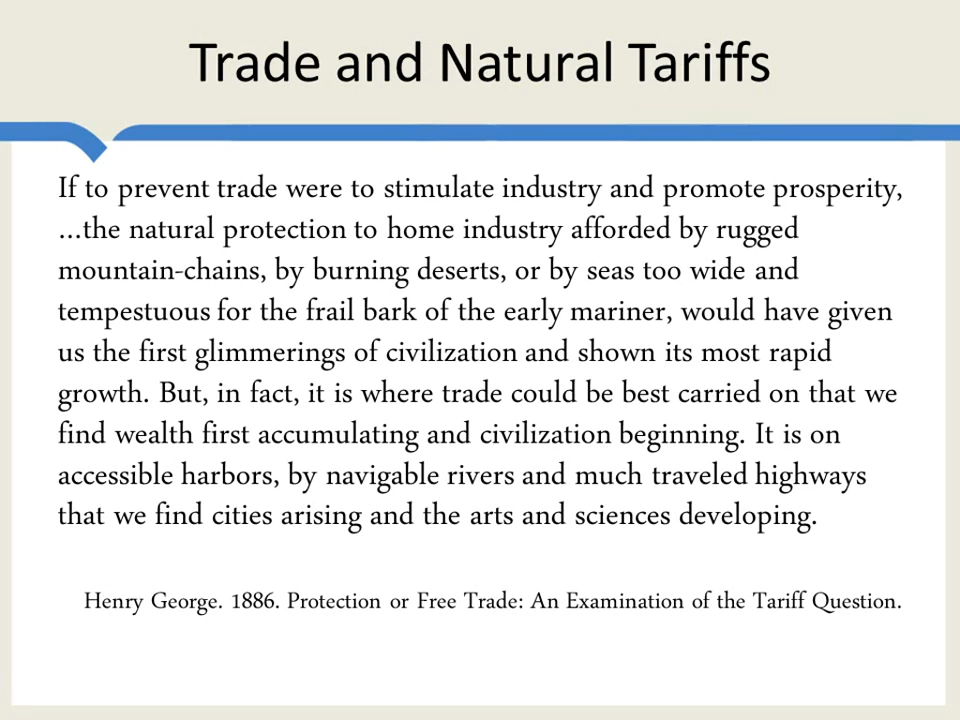 Trade and Natural Tariffs
If to prevent trade were to stimulate industry and promote prosperity,
…the natural protection to home industry afforded by rugged
mountain-chains, by burning deserts, or by seas too wide and
tempestuous for the frail bark of the early mariner, would have given
us the first glimmerings of civilization and shown its most rapid
growth. But, in fact, it is where trade could be best carried on that we
find wealth first accumulating and civilization beginning. It is on
accessible harbors, by navigable rivers and much traveled highways
that we find cities arising and the arts and sciences developing.
Henry George. 1886. Protection or Free Trade: An Examination of the Tariff Question.